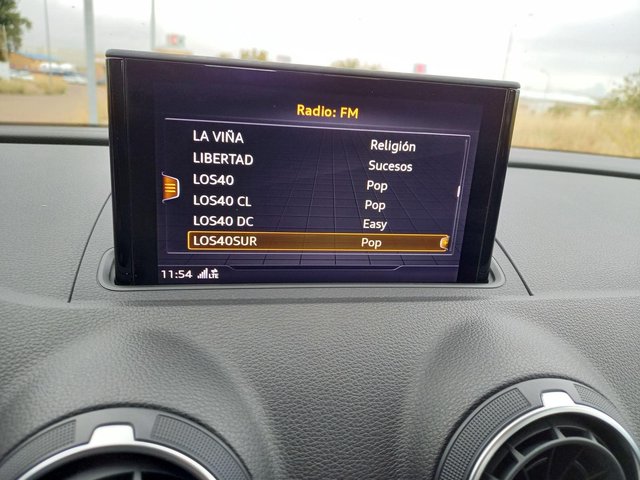 Radio: FM
LA VIÑA Religión
LIBERTAD Sucesos
LOS40 Pop
LOS40 CL Pop
LOS40 DC Easy
LOS40SUR Pop
11:54 LTE